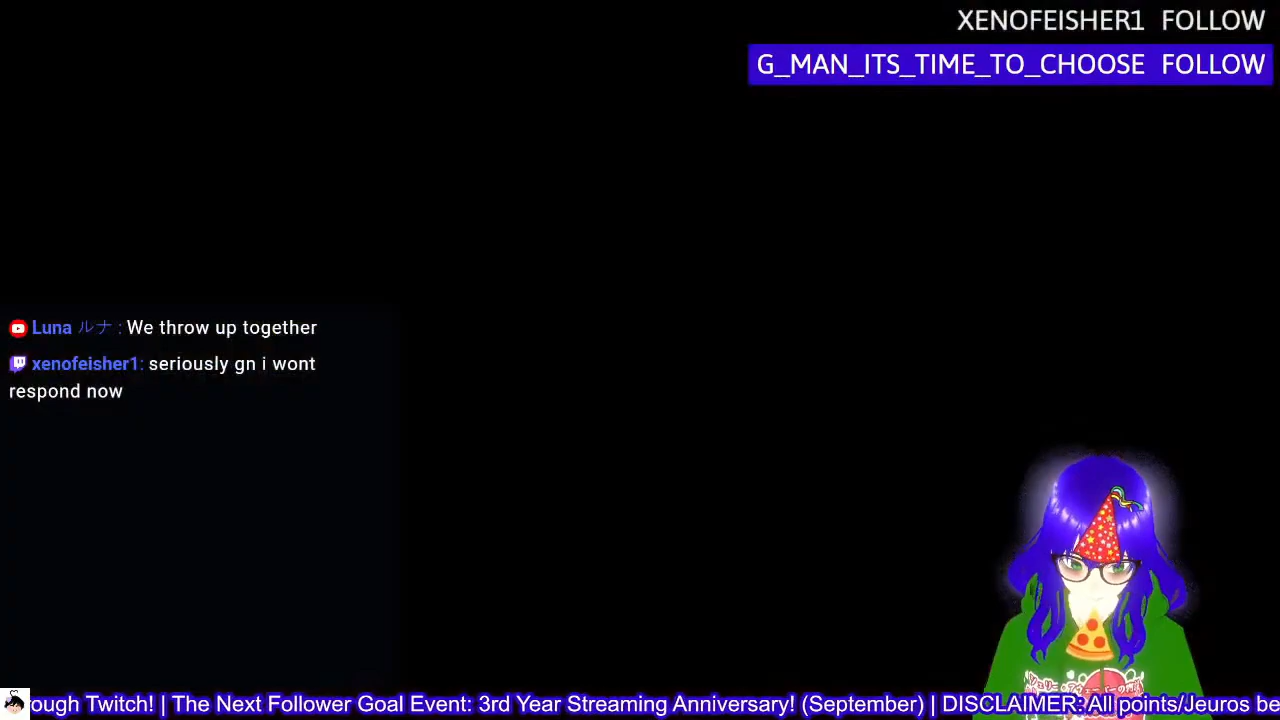 XENOFEISHER1 FOLLOW
G_MAN_ITS_TIME_TO_CHOOSE FOLLOW
Luna ルナ : We throw up together
xenofeisher1: seriously gn i wont
respond now
rough Twitch! | The Next Follower Goal Event: 3rd Year Streaming Anniversary! (September) | DISCLAIMER: All points/Jeuros be